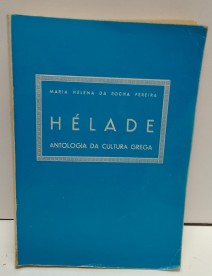 MARIA HELENA DA ROCHA PEREIRA
HÉLADE
ANTOLOGIA DA CULTURA GREGA